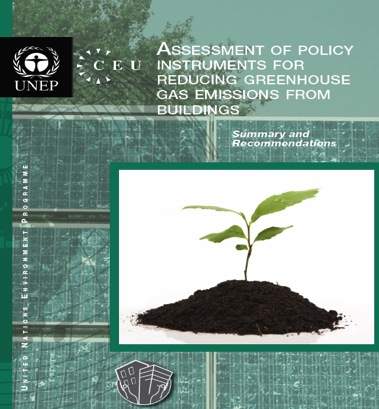 UNEP
CEU
ASSESSMENT OF POLICY
INSTRUMENTS FOR
REDUCING GREENHOUSE
GAS EMISSIONS FROM
BUILDINGS
Summary and
Recommendations
UNITED NATIONS ENVIRONMENT PROGRAMME